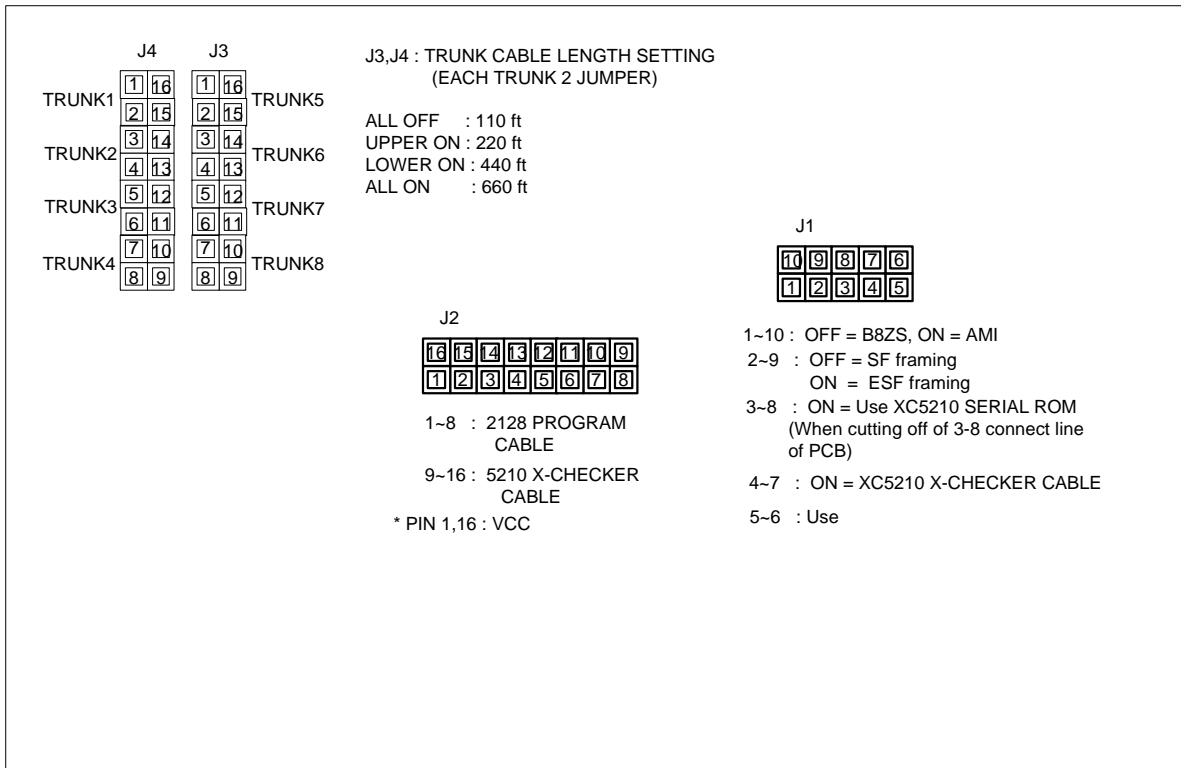 J4 J3
TRUNK1 1 16 1 16 TRUNK5
2 15 2 15
TRUNK2 3 14 3 14 TRUNK6
4 13 4 13
TRUNK3 5 12 5 12 TRUNK7
6 11 6 11
TRUNK4 7 10 7 10 TRUNK8
8 9 8 9
J3,J4 : TRUNK CABLE LENGTH SETTING
(EACH TRUNK 2 JUMPER)
ALL OFF : 110 ft
UPPER ON : 220 ft
LOWER ON : 440 ft
ALL ON : 660 ft
J2
16 15 14 13 12 11 10 9
1 2 3 4 5 6 7 8
1~8 : 2128 PROGRAM
CABLE
9~16 : 5210 X-CHECKER
CABLE
* PIN 1,16 : VCC
J1
10 9 8 7 6
1 2 3 4 5
1~10 : OFF = B8ZS, ON = AMI
2~9 : OFF = SF framing
ON = ESF framing
3~8 : ON = Use XC5210 SERIAL ROM
(When cutting off of 3-8 connect line
of PCB)
4~7 : ON = XC5210 X-CHECKER CABLE
5~6 : Use